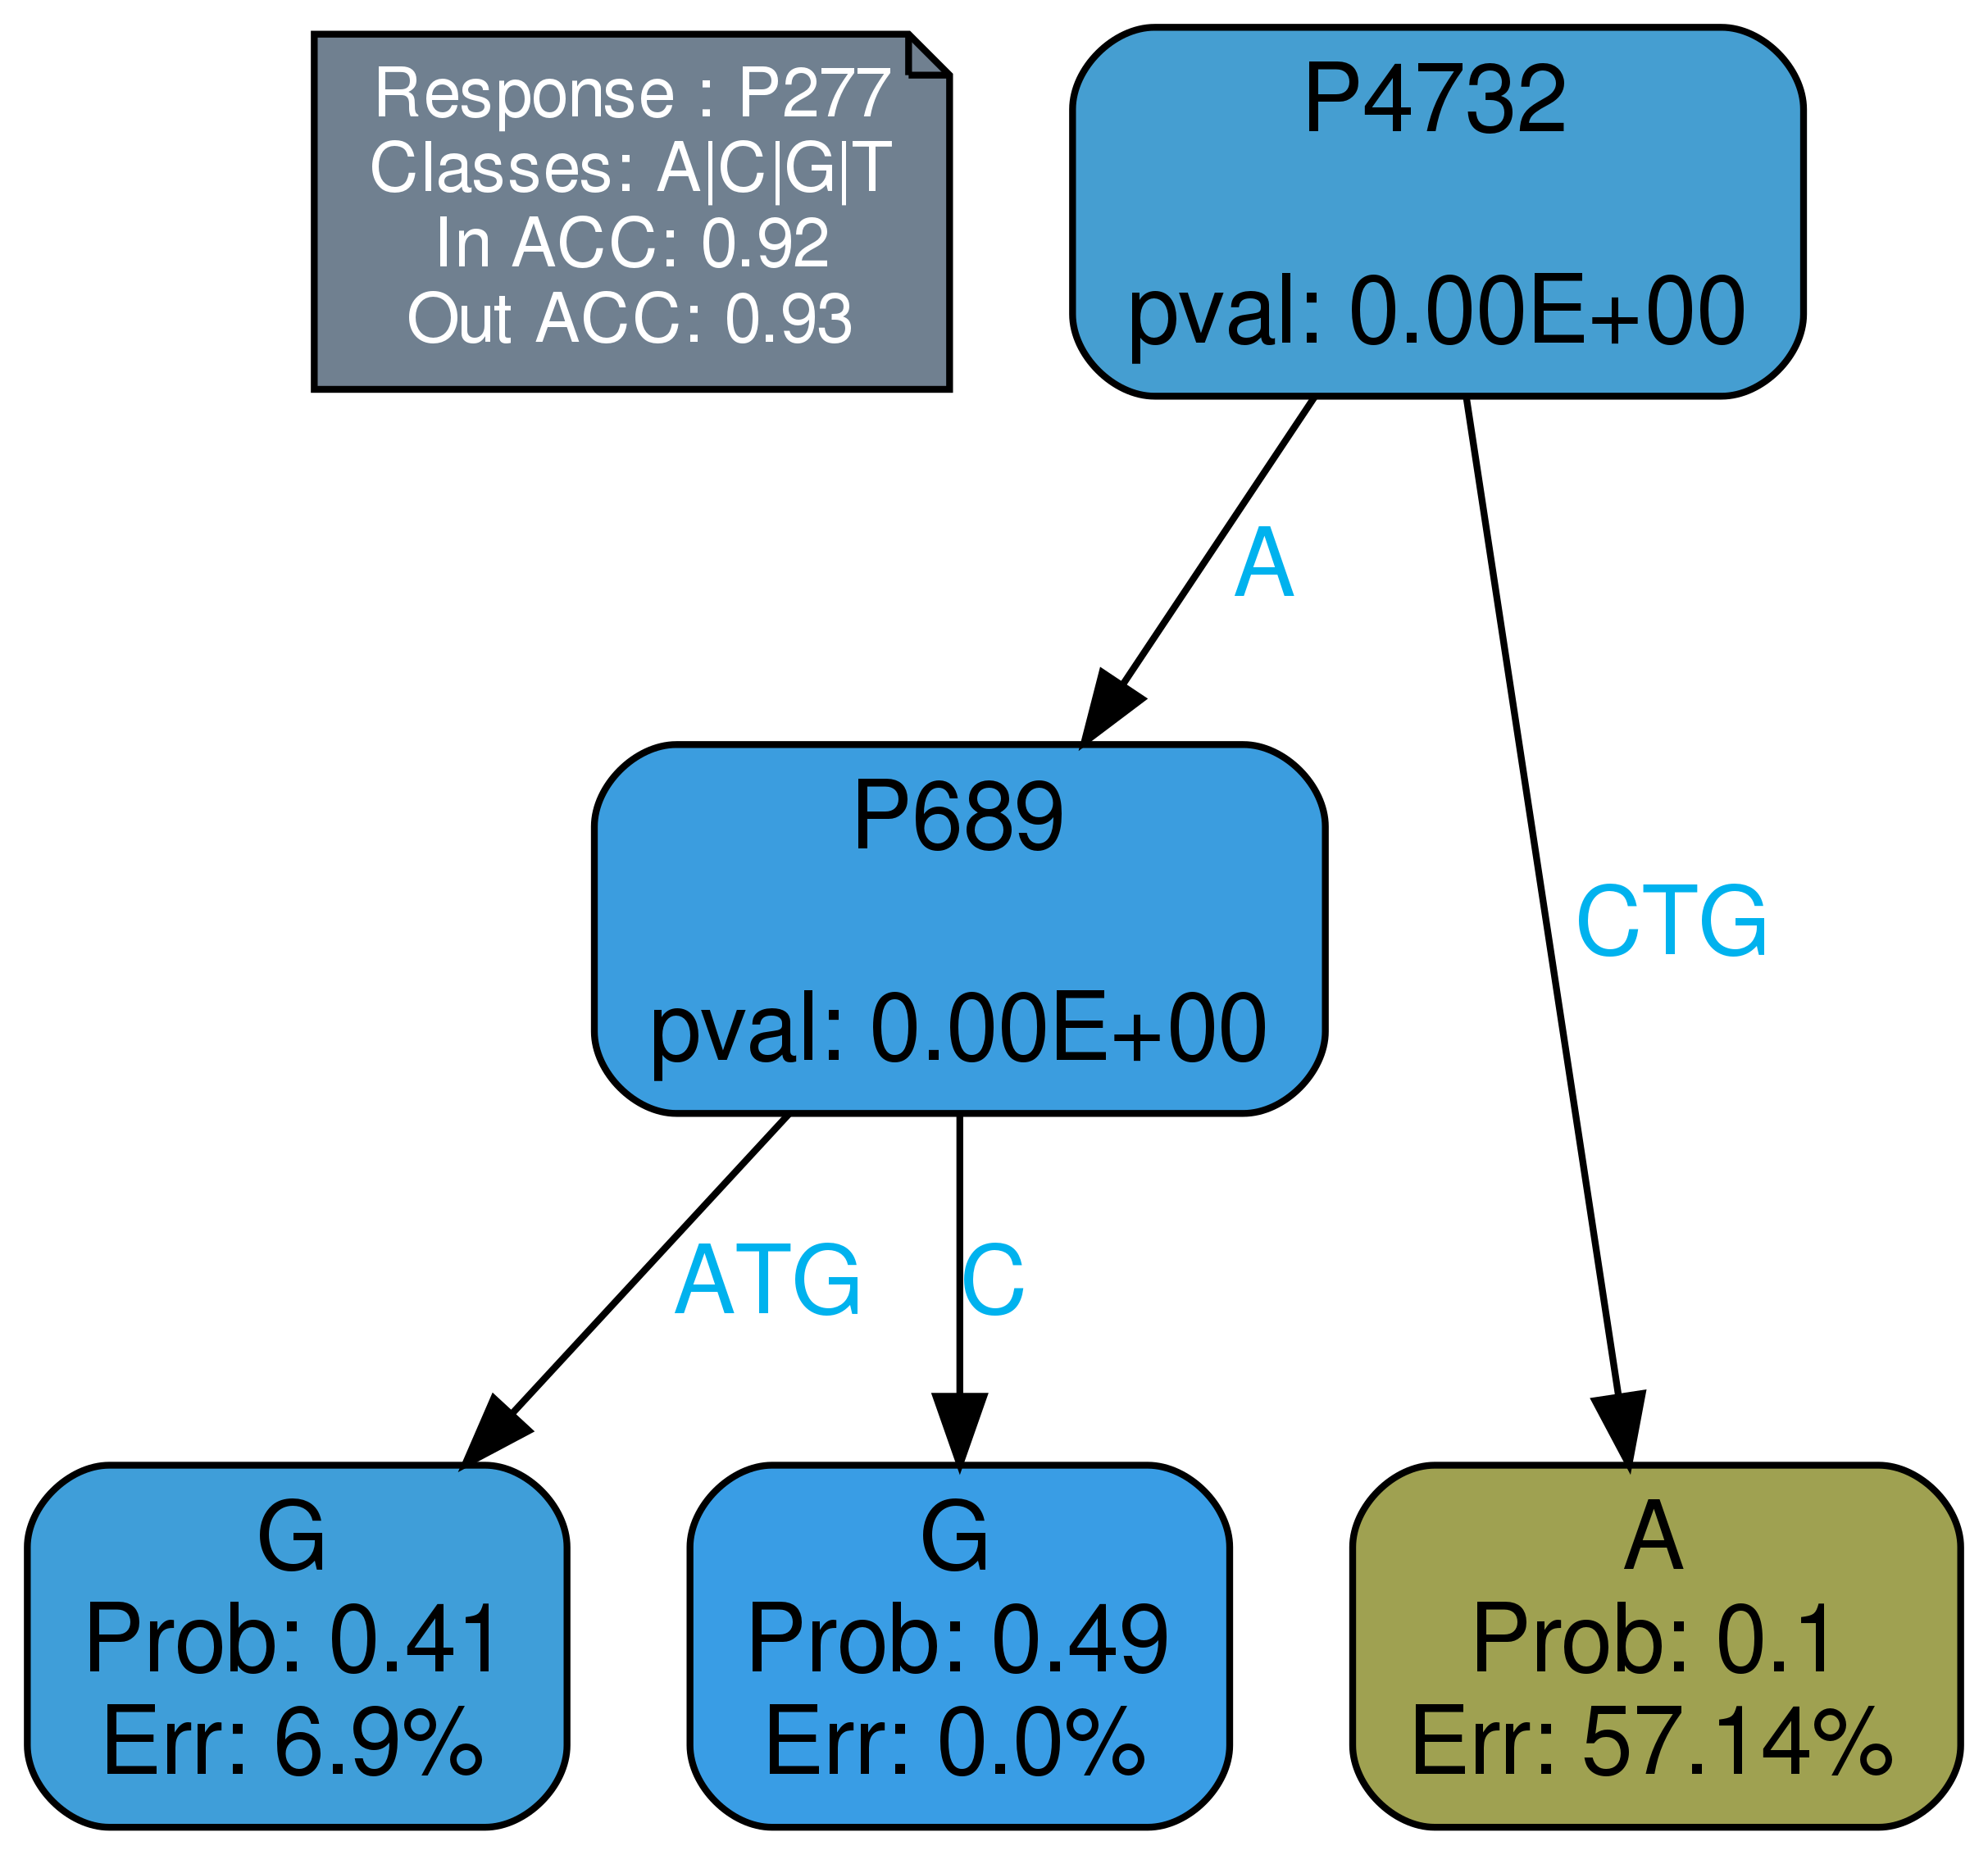 Response : P277
Classes: A|C|G|T
In ACC: 0.92
Out ACC: 0.93
P4732
pval: 0.00E+00
A
P689
pval: 0.00E+00
CTG
ATG
C
G
Prob: 0.41
Err: 6.9%
G
Prob: 0.49
Err: 0.0%
A
Prob: 0.1
Err: 57.14%